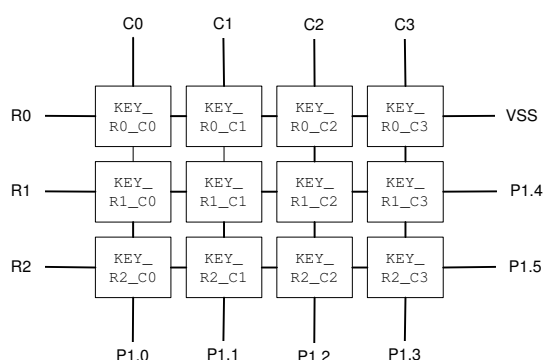 C0 C1 C2 C3
R0 KEY_ KEY_ KEY_ KEY_ VSS
R0_C0 R0_C1 R0_C2 R0_C3
R1 KEY_ KEY_ KEY_ KEY_ P1.4
R1_C0 R1_C1 R1_C2 R1_C3
R2 KEY_ KEY_ KEY_ KEY_ P1.5
R2_C0 R2_C1 R2_C2 R2_C3
P1.0 P1.1 P1.2 P1.3